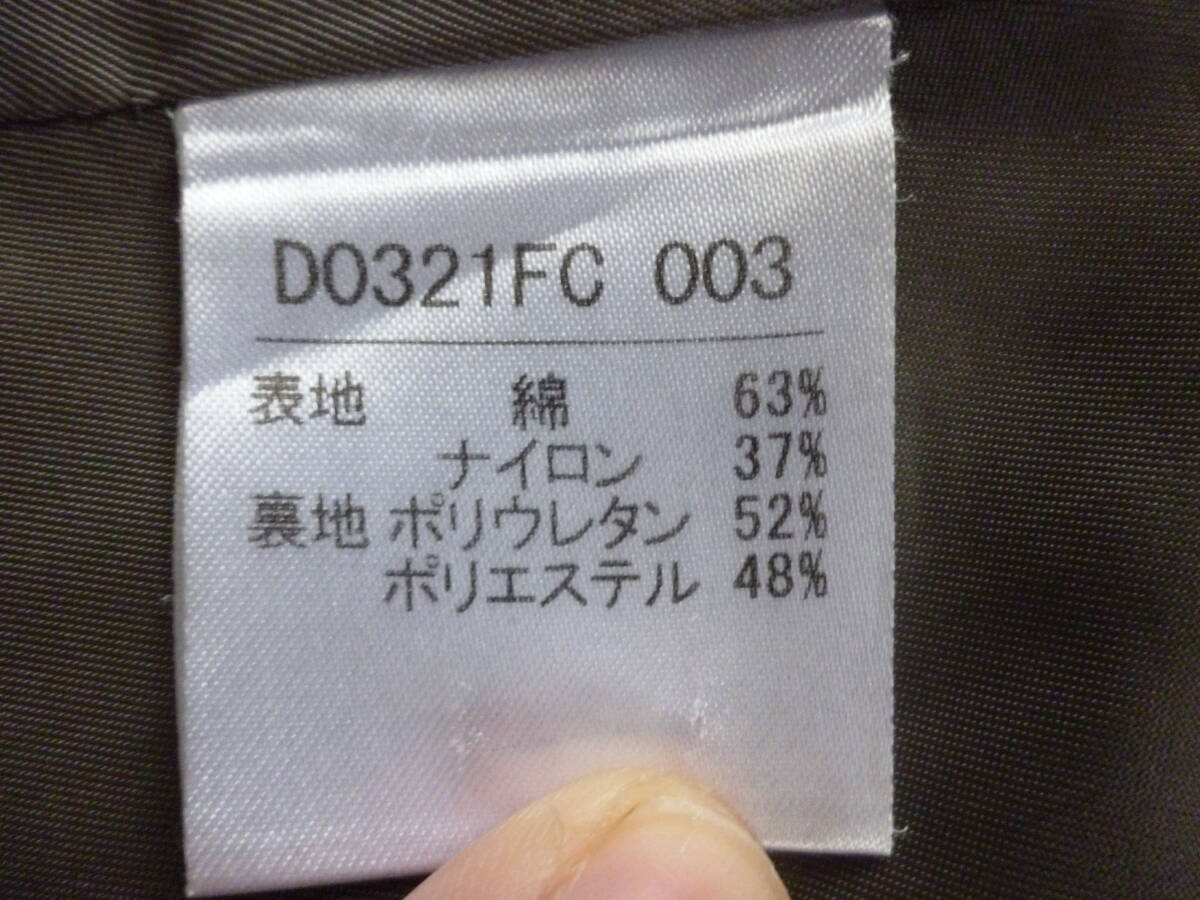 D0321FC 003
表地 綿 63%
ナイロン 37%
裏地 ポリウレタン 52%
ポリエステル 48%